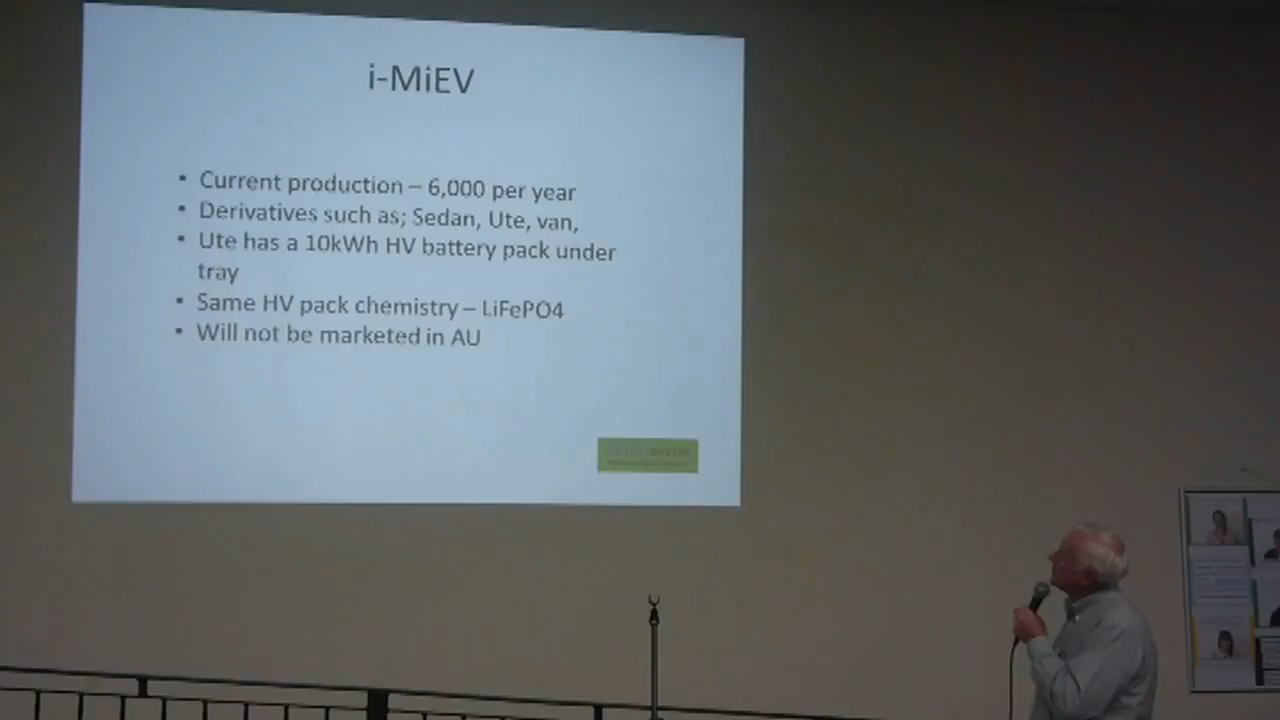 i-MiEV
• Current production – 6,000 per year
• Derivatives such as; Sedan, Ute, van,
• Ute has a 10kWh HV battery pack under
tray
• Same HV pack chemistry – LiFePO4
• Will not be marketed in AU